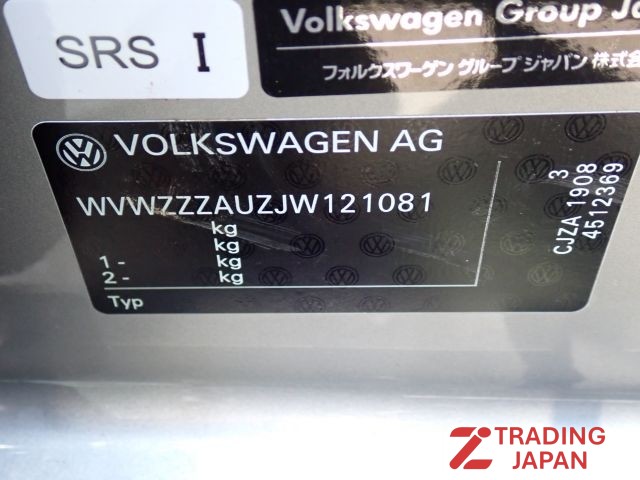 SRS I
Volkswagen Group
フォルクスワーゲン グループ ジャパン 株式会
VOLKSWAGEN AG
WVWZZZAUZJW121081
kg
kg
1 - kg
2 - kg
Typ
3
CJZA 1908
4512369
TRADING
JAPAN